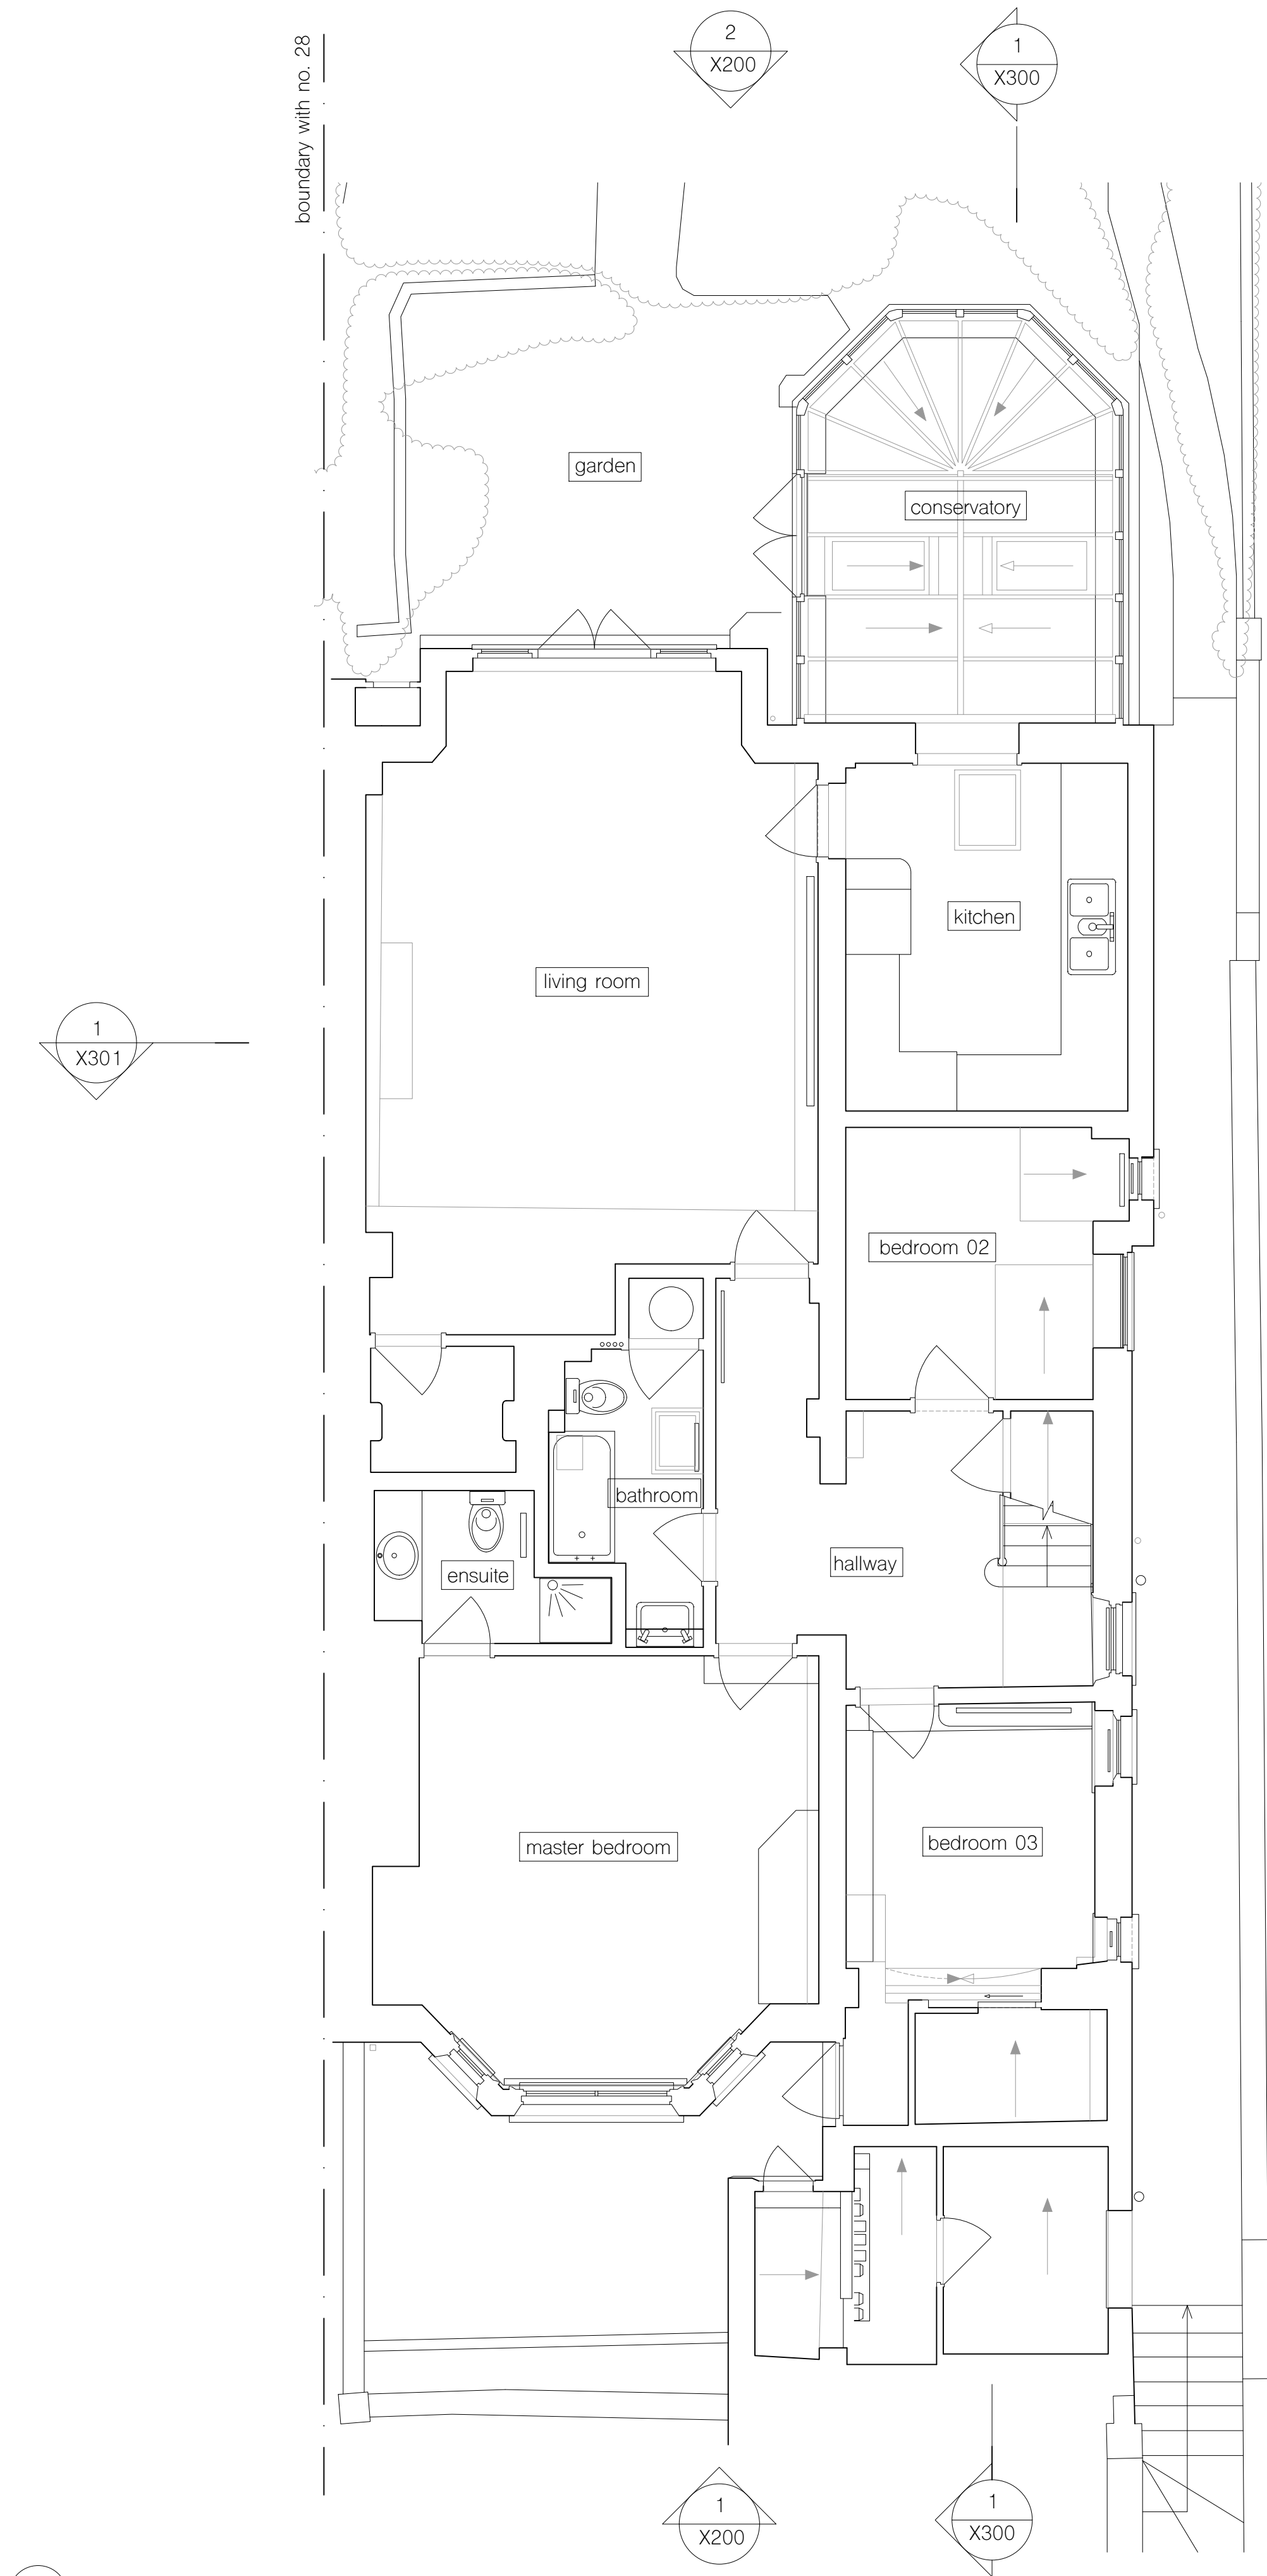 2
X200
1
X300
boundary with no. 28
garden
conservatory
kitchen
living room
1
X301
bedroom 02
bathroom
hallway
ensuite
bedroom 03
master bedroom
1
X200
1
X300